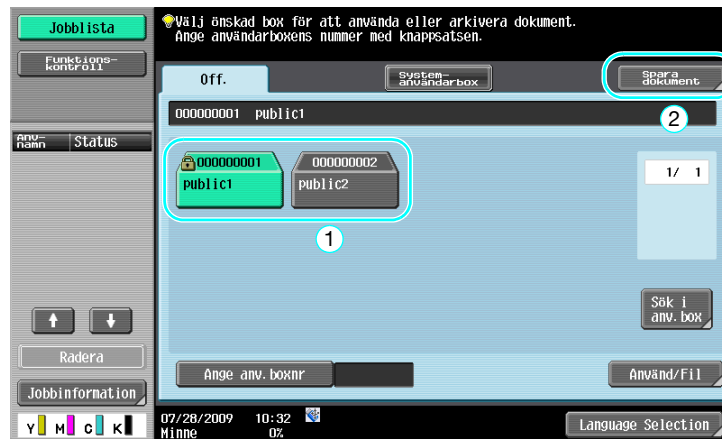 Jobblista
Välj önskad box för att använda eller arkivera dokument.
Ange användarboxens nummer med knappsatsen.
Funktions-
kontroll
Off.
System-
användarbox
Spara
dokument
2
000000001 public1
Anv-
namn
Status
000000001
public1
000000002
public2
1/ 1
1
Sök i
anv.box
Radera
Ange anv.boxnr
Använd/Fil
Jobbinformation
Y M C K
07/28/2009 10:32
Minne 0%
Language Selection